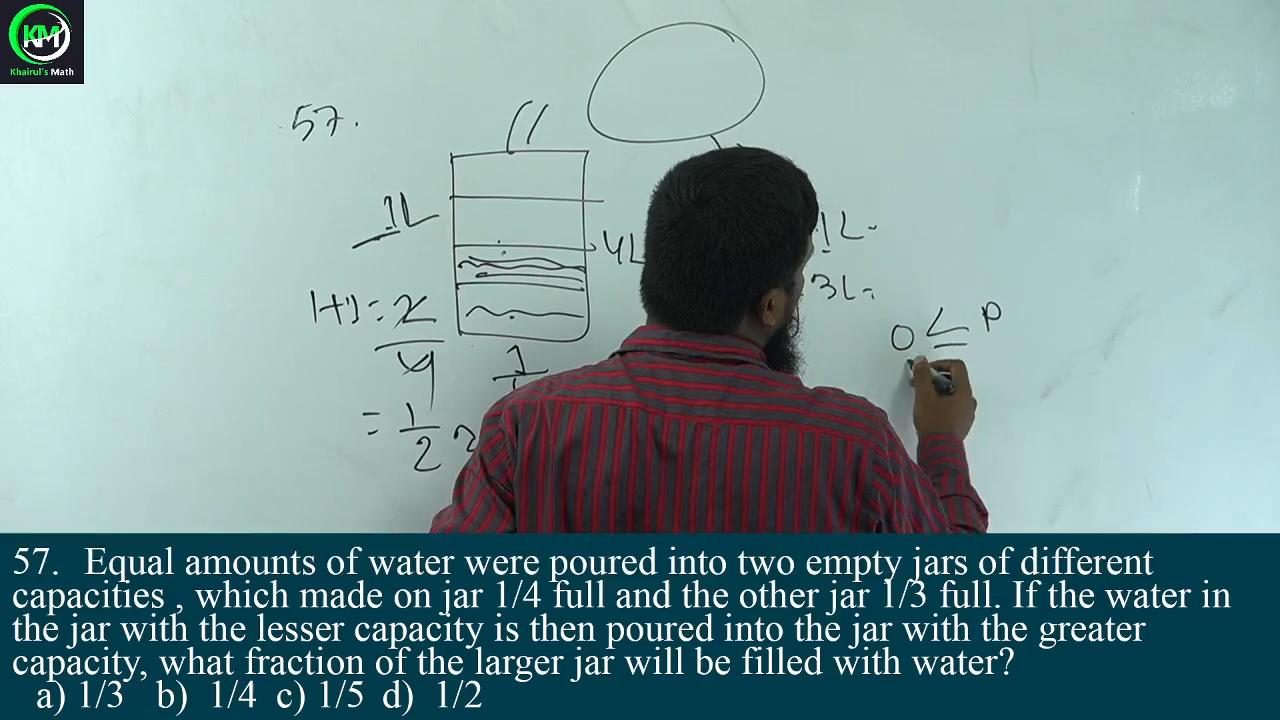 KM
Khairul's Math
57.
1L
4L
1L
3L
1+1 = 2
4
= 1
2
1
0 ≤ P
57. Equal amounts of water were poured into two empty jars of different
capacities , which made on jar 1/4 full and the other jar 1/3 full. If the water in
the jar with the lesser capacity is then poured into the jar with the greater
capacity, what fraction of the larger jar will be filled with water?
a) 1/3 b) 1/4 c) 1/5 d) 1/2